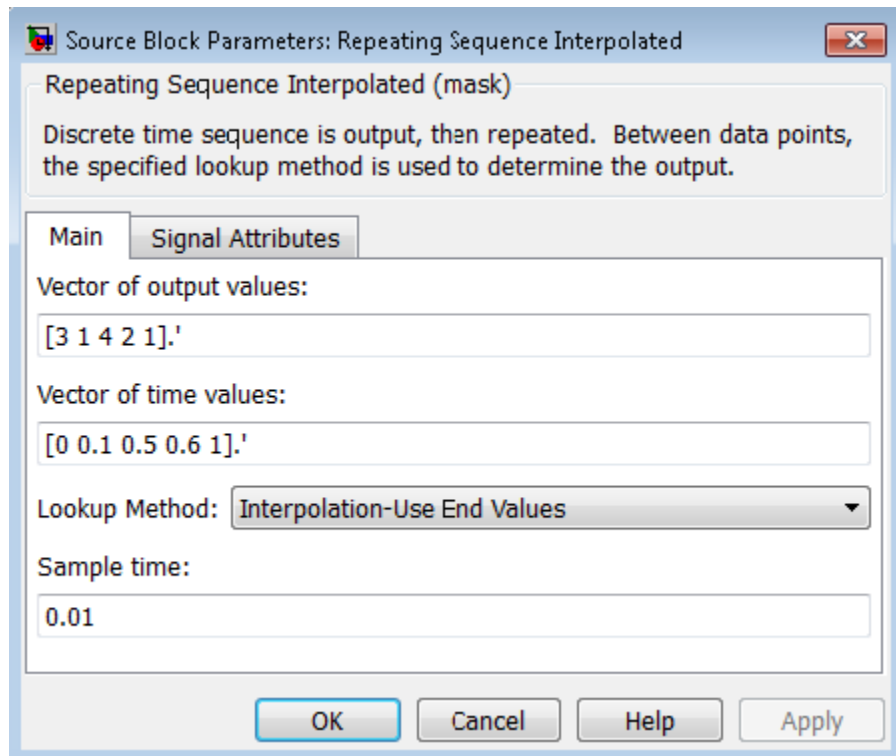 Source Block Parameters: Repeating Sequence Interpolated
Repeating Sequence Interpolated (mask)
Discrete time sequence is output, then repeated.  Between data points,
the specified lookup method is used to determine the output.
Main
Signal Attributes
Vector of output values:
[3 1 4 2 1].'
Vector of time values:
[0 0.1 0.5 0.6 1].'
Lookup Method: Interpolation-Use End Values
Sample time:
0.01
OK
Cancel
Help
Apply